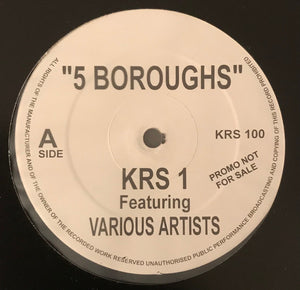 ALL RIGHTS OF THE MANUFACTURER AND OF THE OWNER OF THE RECORDED WORK RESERVED UNAUTHORISED PUBLIC PERFORMANCE BROADCASTING AND COPYING OF THIS RECORD PROHIBITED
"5 BOROUGHS"
A
SIDE
KRS 100
KRS 1
PROMO NOT
FOR SALE
Featuring
VARIOUS ARTISTS